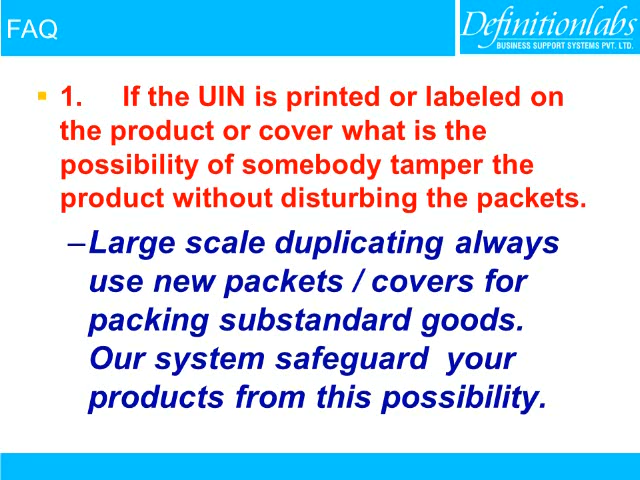 FAQ
Definitionlabs
BUSINESS SUPPORT SYSTEMS PVT. LTD.
1. If the UIN is printed or labeled on
the product or cover what is the
possibility of somebody tamper the
product without disturbing the packets.
–Large scale duplicating always
use new packets / covers for
packing substandard goods.
Our system safeguard your
products from this possibility.